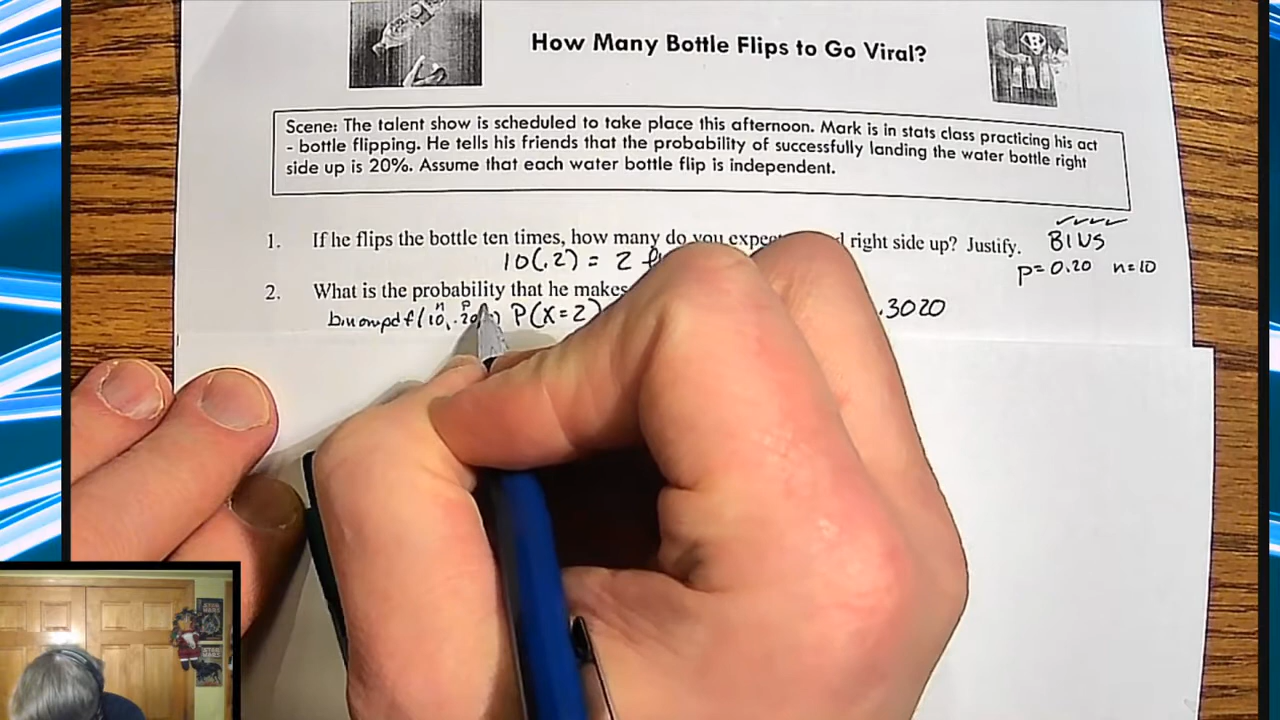 How Many Bottle Flips to Go Viral?
Scene: The talent show is scheduled to take place this afternoon. Mark is in stats class practicing his act
- bottle flipping. He tells his friends that the probability of successfully landing the water bottle right
side up is 20%. Assume that each water bottle flip is independent.
1. If he flips the bottle ten times, how many do you right side up? Justify. BINS
10(.2) = 2
p=0.20 n=10
2. What is the probability that he makes
n p
binompdf(10, .20 P(X=2) .3020
STAR WARS